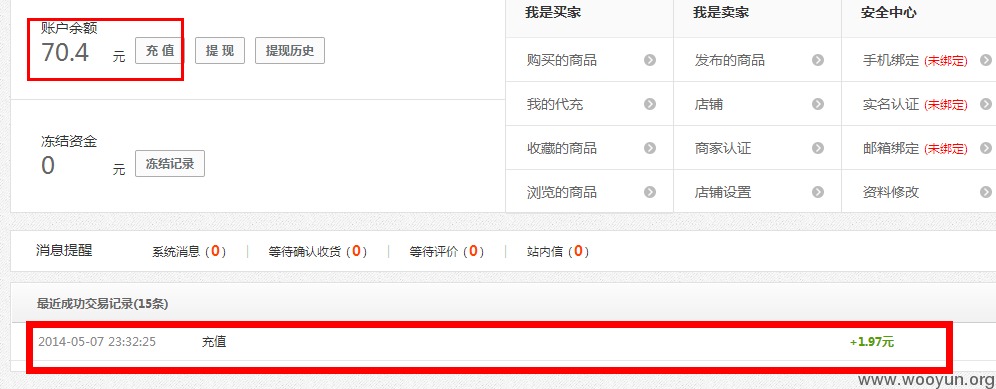 账户余额
70.4 元 充 值 提 现 提现历史
冻结资金
0 元 冻结记录
我是买家 我是卖家 安全中心
购买的商品 发布的商品 手机绑定 (未绑定)
我的代充 店铺 实名认证 (未绑定)
收藏的商品 商家认证 邮箱绑定 (未绑定)
浏览的商品 店铺设置 资料修改
消息提醒 系统消息（0） 等待确认收货（0） 等待评价（0） 站内信（0）
最近成功交易记录(15条)
2014-05-07 23:32:25 充值 +1.97元
www.wooyun.org